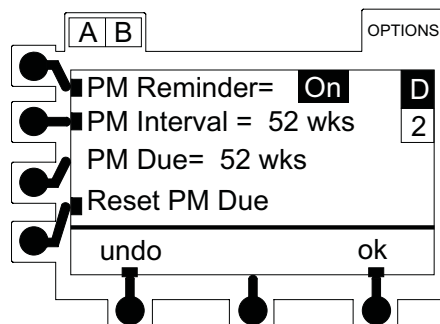 A B
OPTIONS
PM Reminder= On
D
PM Interval = 52 wks
2
PM Due= 52 wks
Reset PM Due
undo ok